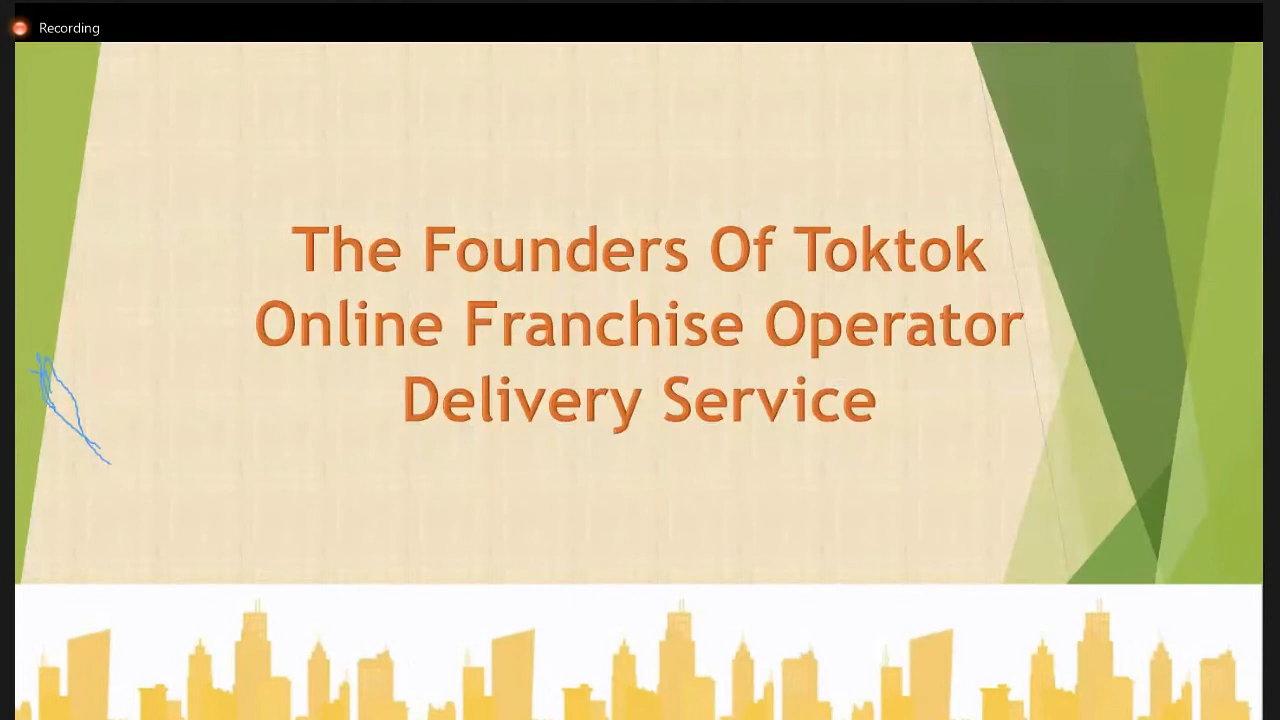 Recording
The Founders Of Toktok
Online Franchise Operator
Delivery Service